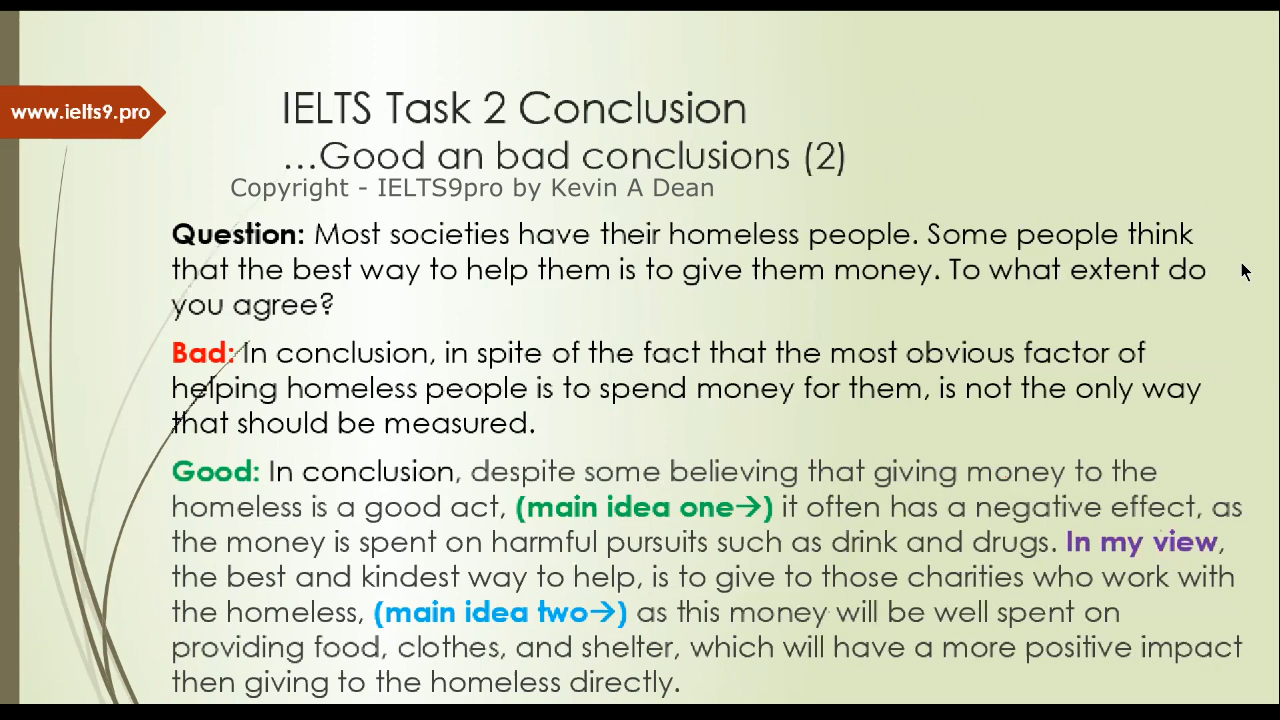 www.ielts9.pro
IELTS Task 2 Conclusion
…Good an bad conclusions (2)
Copyright - IELTS9pro by Kevin A Dean
Question: Most societies have their homeless people. Some people think
that the best way to help them is to give them money. To what extent do
you agree?
Bad: In conclusion, in spite of the fact that the most obvious factor of
helping homeless people is to spend money for them, is not the only way
that should be measured.
Good: In conclusion, despite some believing that giving money to the
homeless is a good act, (main idea one→) it often has a negative effect, as
the money is spent on harmful pursuits such as drink and drugs. In my view,
the best and kindest way to help, is to give to those charities who work with
the homeless, (main idea two→) as this money will be well spent on
providing food, clothes, and shelter, which will have a more positive impact
then giving to the homeless directly.